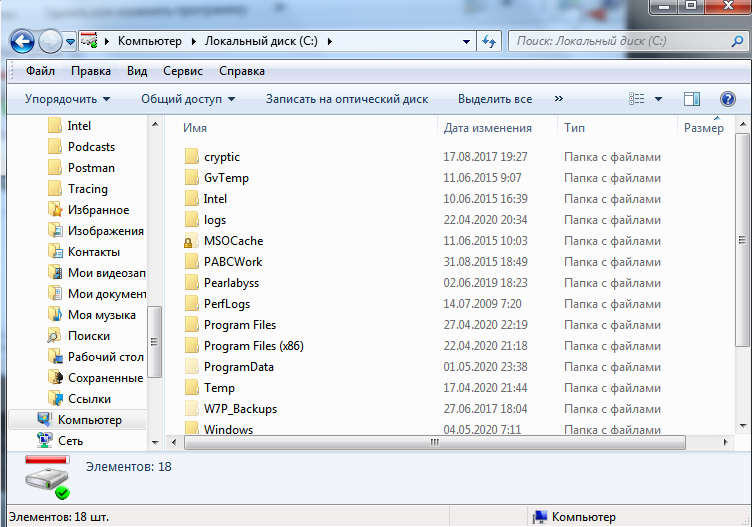 Компьютер Локальный диск (C:) Поиск: Локальный диск (C:)
Файл Правка Вид Сервис Справка
Упорядочить Общий доступ Записать на оптический диск Выделить все »
Имя Дата изменения Тип Размер
Intel
Podcasts
Postman
Tracing
Избранное
Изображения
Контакты
Мои видеозап
Мои документ
Моя музыка
Поиски
Рабочий стол
Сохраненные
Ссылки
Компьютер
Сеть
cryptic 17.08.2017 19:27 Папка с файлами
GvTemp 11.06.2015 9:07 Папка с файлами
Intel 10.06.2015 16:39 Папка с файлами
logs 22.04.2020 20:34 Папка с файлами
MSOCache 11.06.2015 10:03 Папка с файлами
PABCWork 31.08.2015 18:49 Папка с файлами
Pearlabyss 02.06.2019 18:23 Папка с файлами
PerfLogs 14.07.2009 7:20 Папка с файлами
Program Files 27.04.2020 22:19 Папка с файлами
Program Files (x86) 22.04.2020 21:18 Папка с файлами
ProgramData 01.05.2020 23:38 Папка с файлами
Temp 17.04.2020 21:44 Папка с файлами
W7P_Backups 27.06.2017 18:04 Папка с файлами
Windows 04.05.2020 7:11 Папка с файлами
Элементов: 18
Элементов: 18 шт. Компьютер